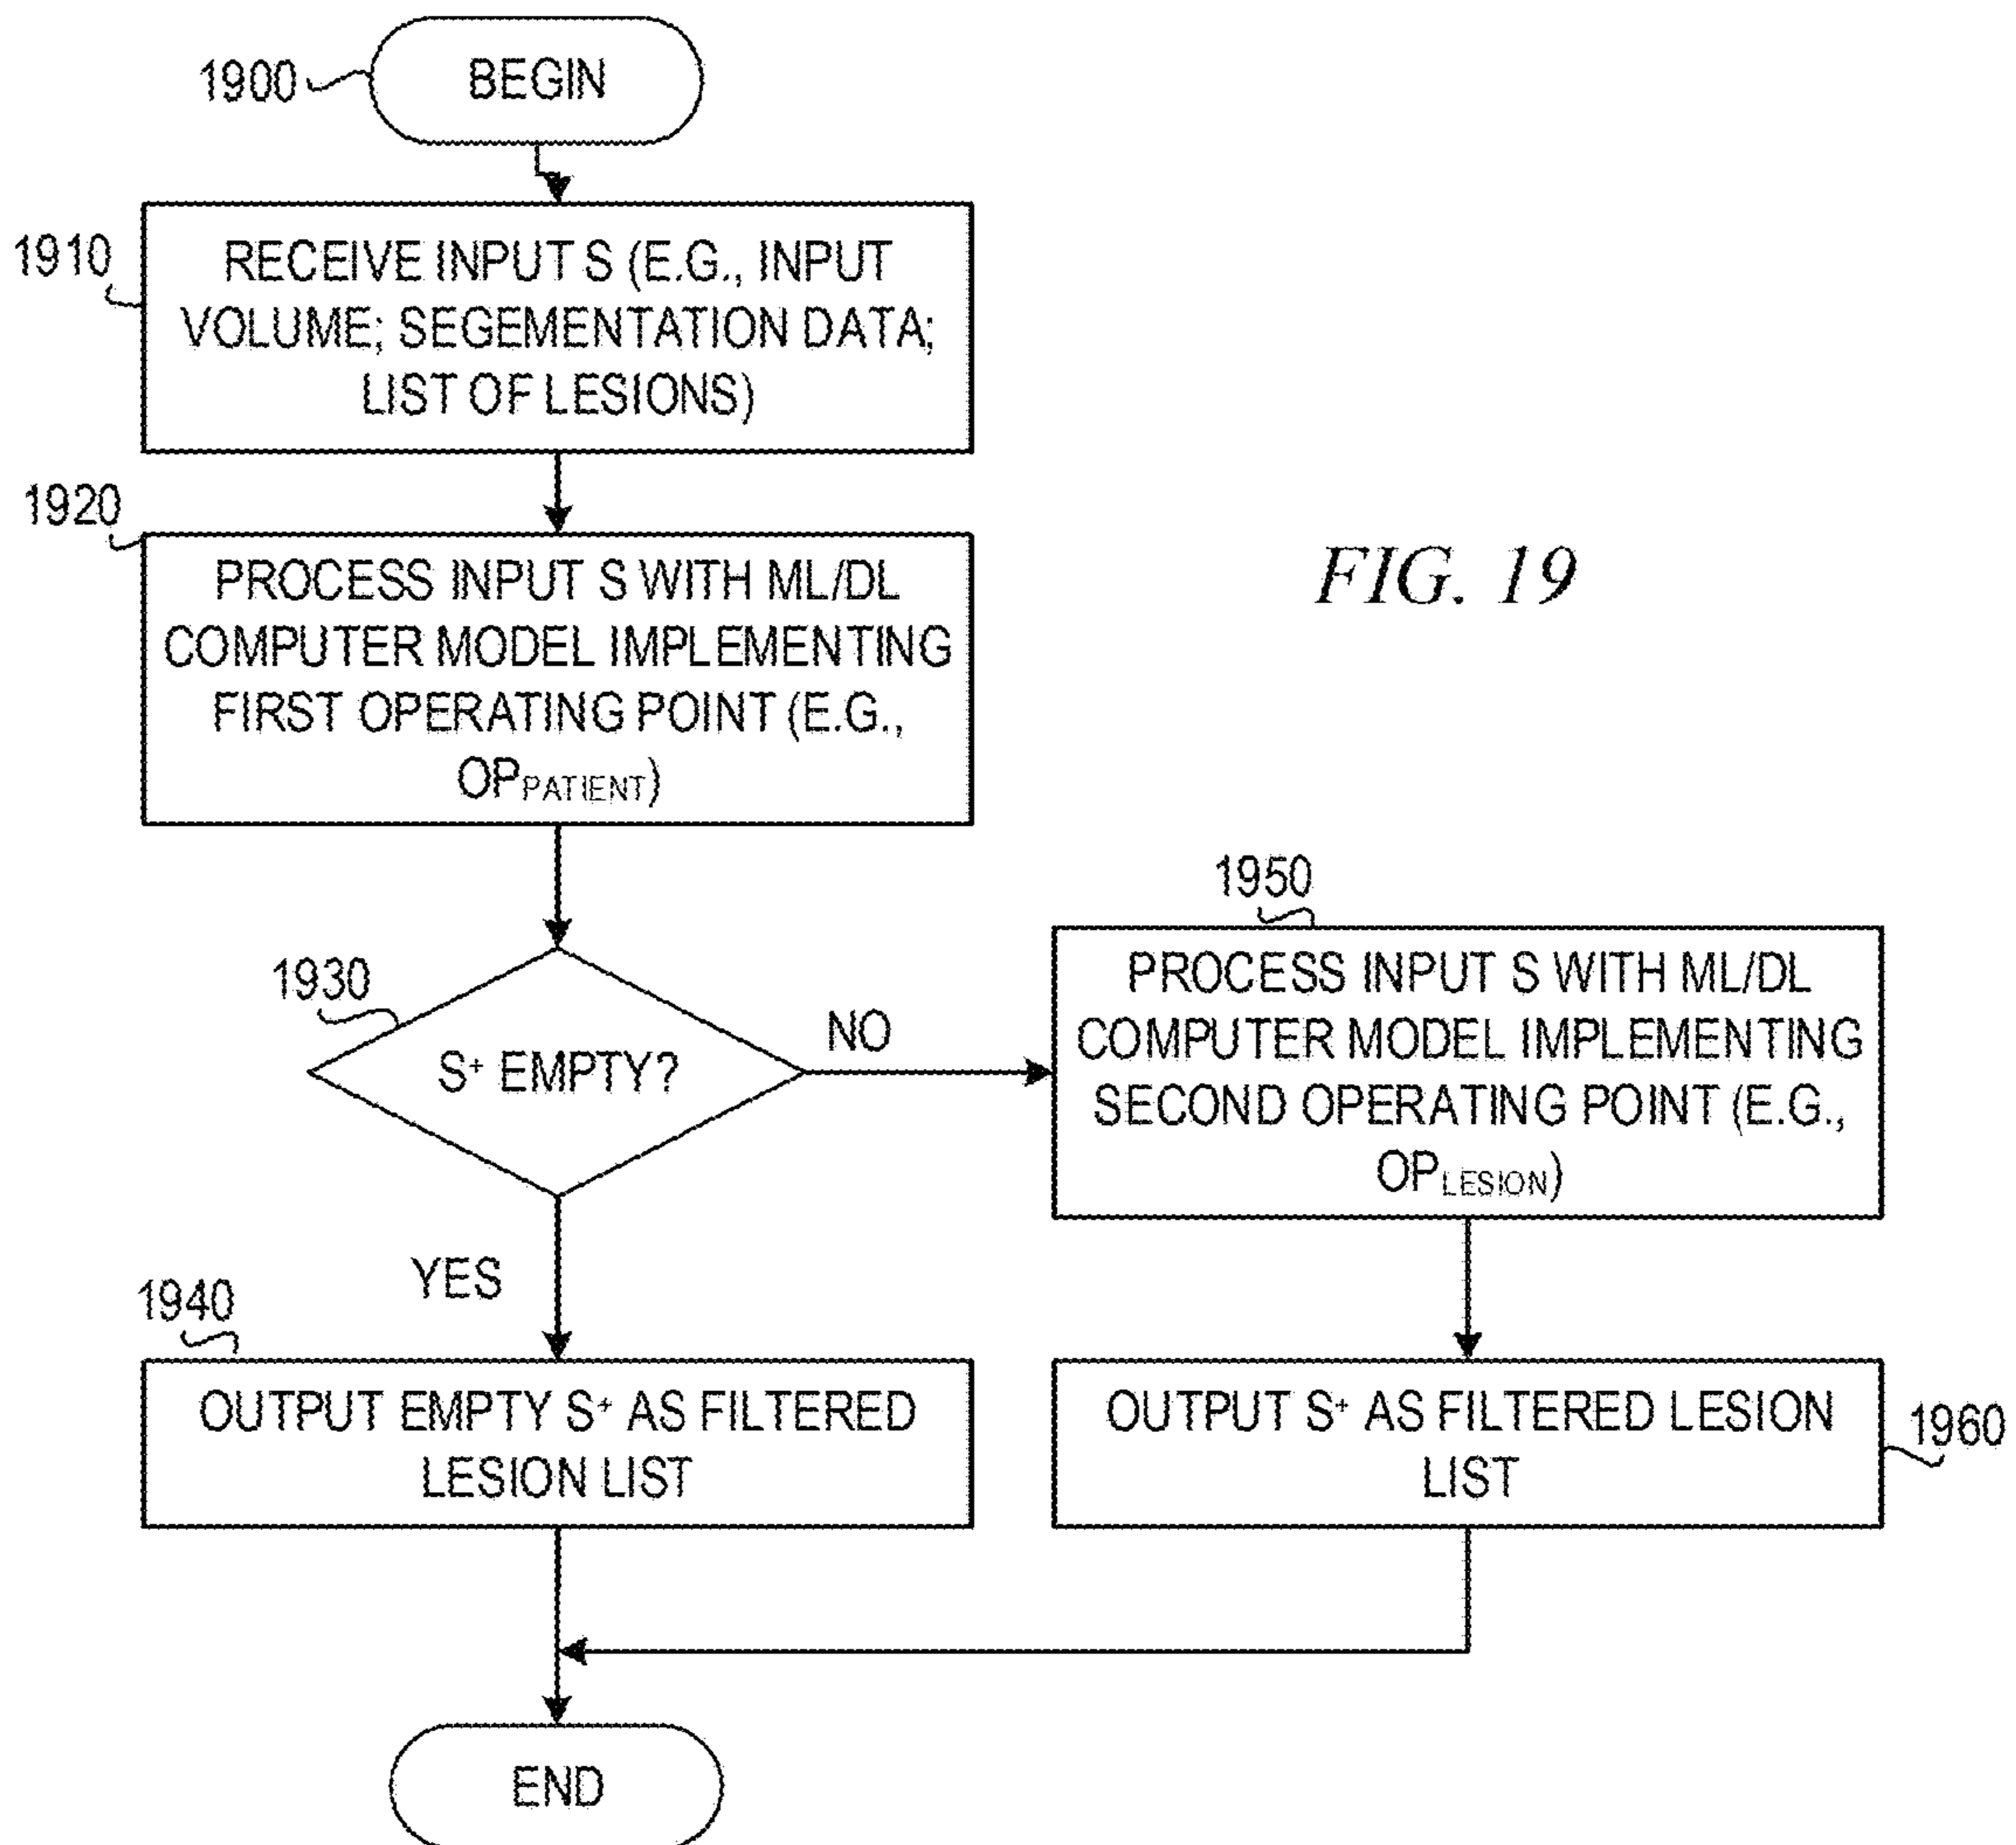 1900
BEGIN
1910
RECEIVE INPUT S (E.G., INPUT
VOLUME; SEGEMENTATION DATA;
LIST OF LESIONS)
1920
PROCESS INPUT S WITH ML/DL
COMPUTER MODEL IMPLEMENTING
FIRST OPERATING POINT (E.G.,
OPPATIENT)
FIG. 19
1930
S+ EMPTY?
NO
YES
1950
PROCESS INPUT S WITH ML/DL
COMPUTER MODEL IMPLEMENTING
SECOND OPERATING POINT (E.G.,
OPLESION)
1940
OUTPUT EMPTY S+ AS FILTERED
LESION LIST
OUTPUT S+ AS FILTERED LESION
LIST
1960
END